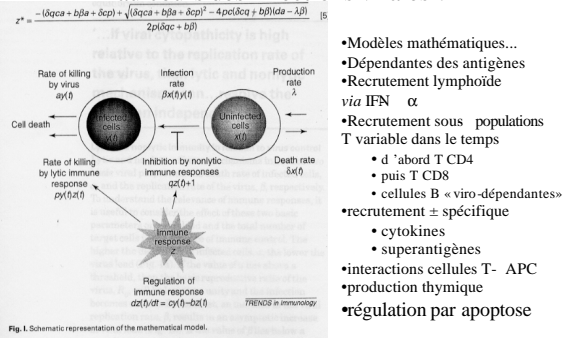 z* = −(δqca + bβa + δcp) + √(δqca + bβa + δcp)² − 4pc(δcq + bβ)(da − λβ) [5]
2p(δqc + bβ)
Rate of killing
by virus
ay(t)
Infection
rate
βx(t)y(t)
Production
rate
λ
Cell death
Infected
cells
y(t)
Uninfected
cells
x(t)
Rate of killing
by lytic immune
response
py(t)z(t)
Inhibition by nonlytic
immune responses
qz(t)+1
Death rate
δx(t)
Immune
response
z
Regulation of
immune response
dz(t)/dt = cy(t)−bz(t)
TRENDS in Immunology
Fig. I. Schematic representation of the mathematical model.
•Modèles mathématiques...
•Dépendantes des antigènes
•Recrutement lymphoïde
via IFN α
•Recrutement sous populations
T variable dans le temps
• d ’abord T CD4
• puis T CD8
• cellules B « viro-dépendantes»
•recrutement ± spécifique
• cytokines
• superantigènes
•interactions cellules T- APC
•production thymique
•régulation par apoptose